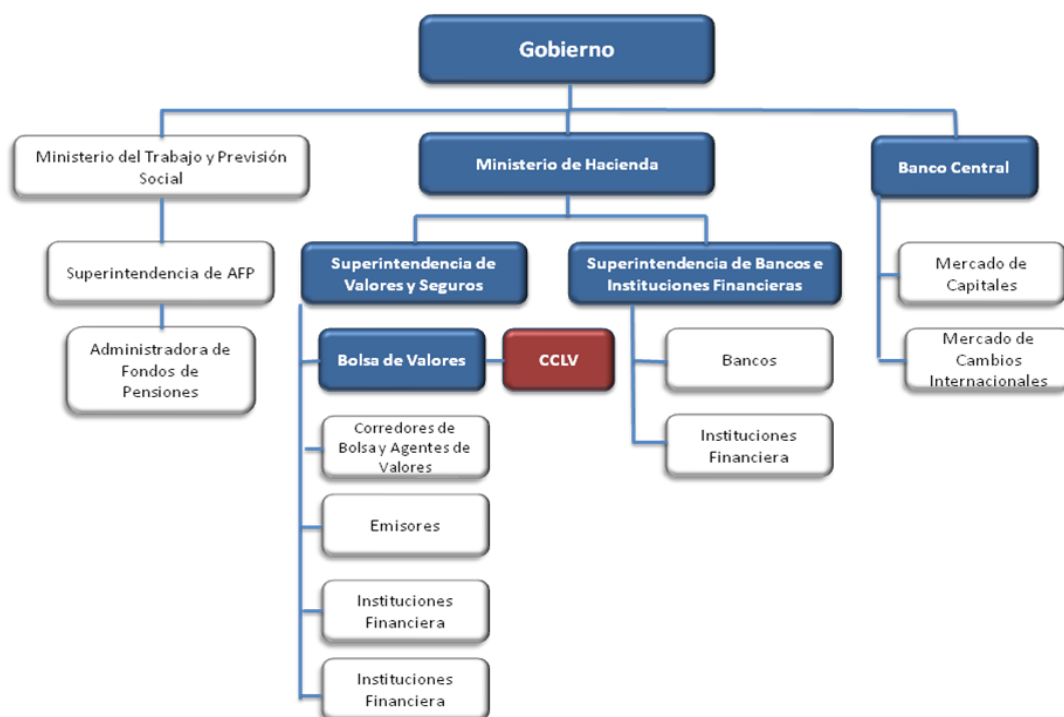 Gobierno
Ministerio del Trabajo y Previsión
Social
Ministerio de Hacienda
Banco Central
Superintendencia de AFP
Superintendencia de
Valores y Seguros
Superintendencia de Bancos e
Instituciones Financieras
Mercado de
Capitales
Administradora de
Fondos de
Pensiones
Bolsa de Valores
CCLV
Bancos
Mercado de
Cambios
Internacionales
Corredores de
Bolsa y Agentes de
Valores
Instituciones
Financiera
Emisores
Instituciones
Financiera
Instituciones
Financiera